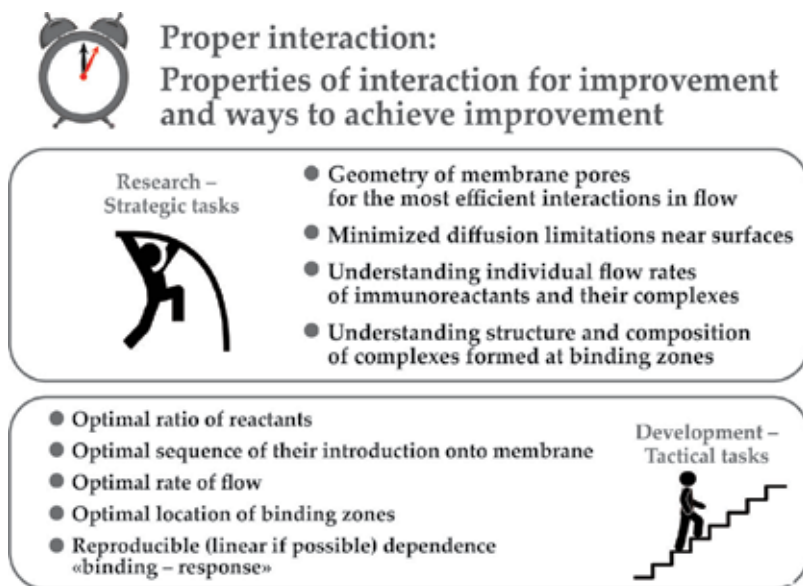 Proper interaction:
Properties of interaction for improvement
and ways to achieve improvement
Research –
Strategic tasks
● Geometry of membrane pores
for the most efficient interactions in flow
● Minimized diffusion limitations near surfaces
● Understanding individual flow rates
of immunoreactants and their complexes
● Understanding structure and composition
of complexes formed at binding zones
● Optimal ratio of reactants
● Optimal sequence of their introduction onto membrane
● Optimal rate of flow
● Optimal location of binding zones
● Reproducible (linear if possible) dependence
«binding – response»
Development –
Tactical tasks